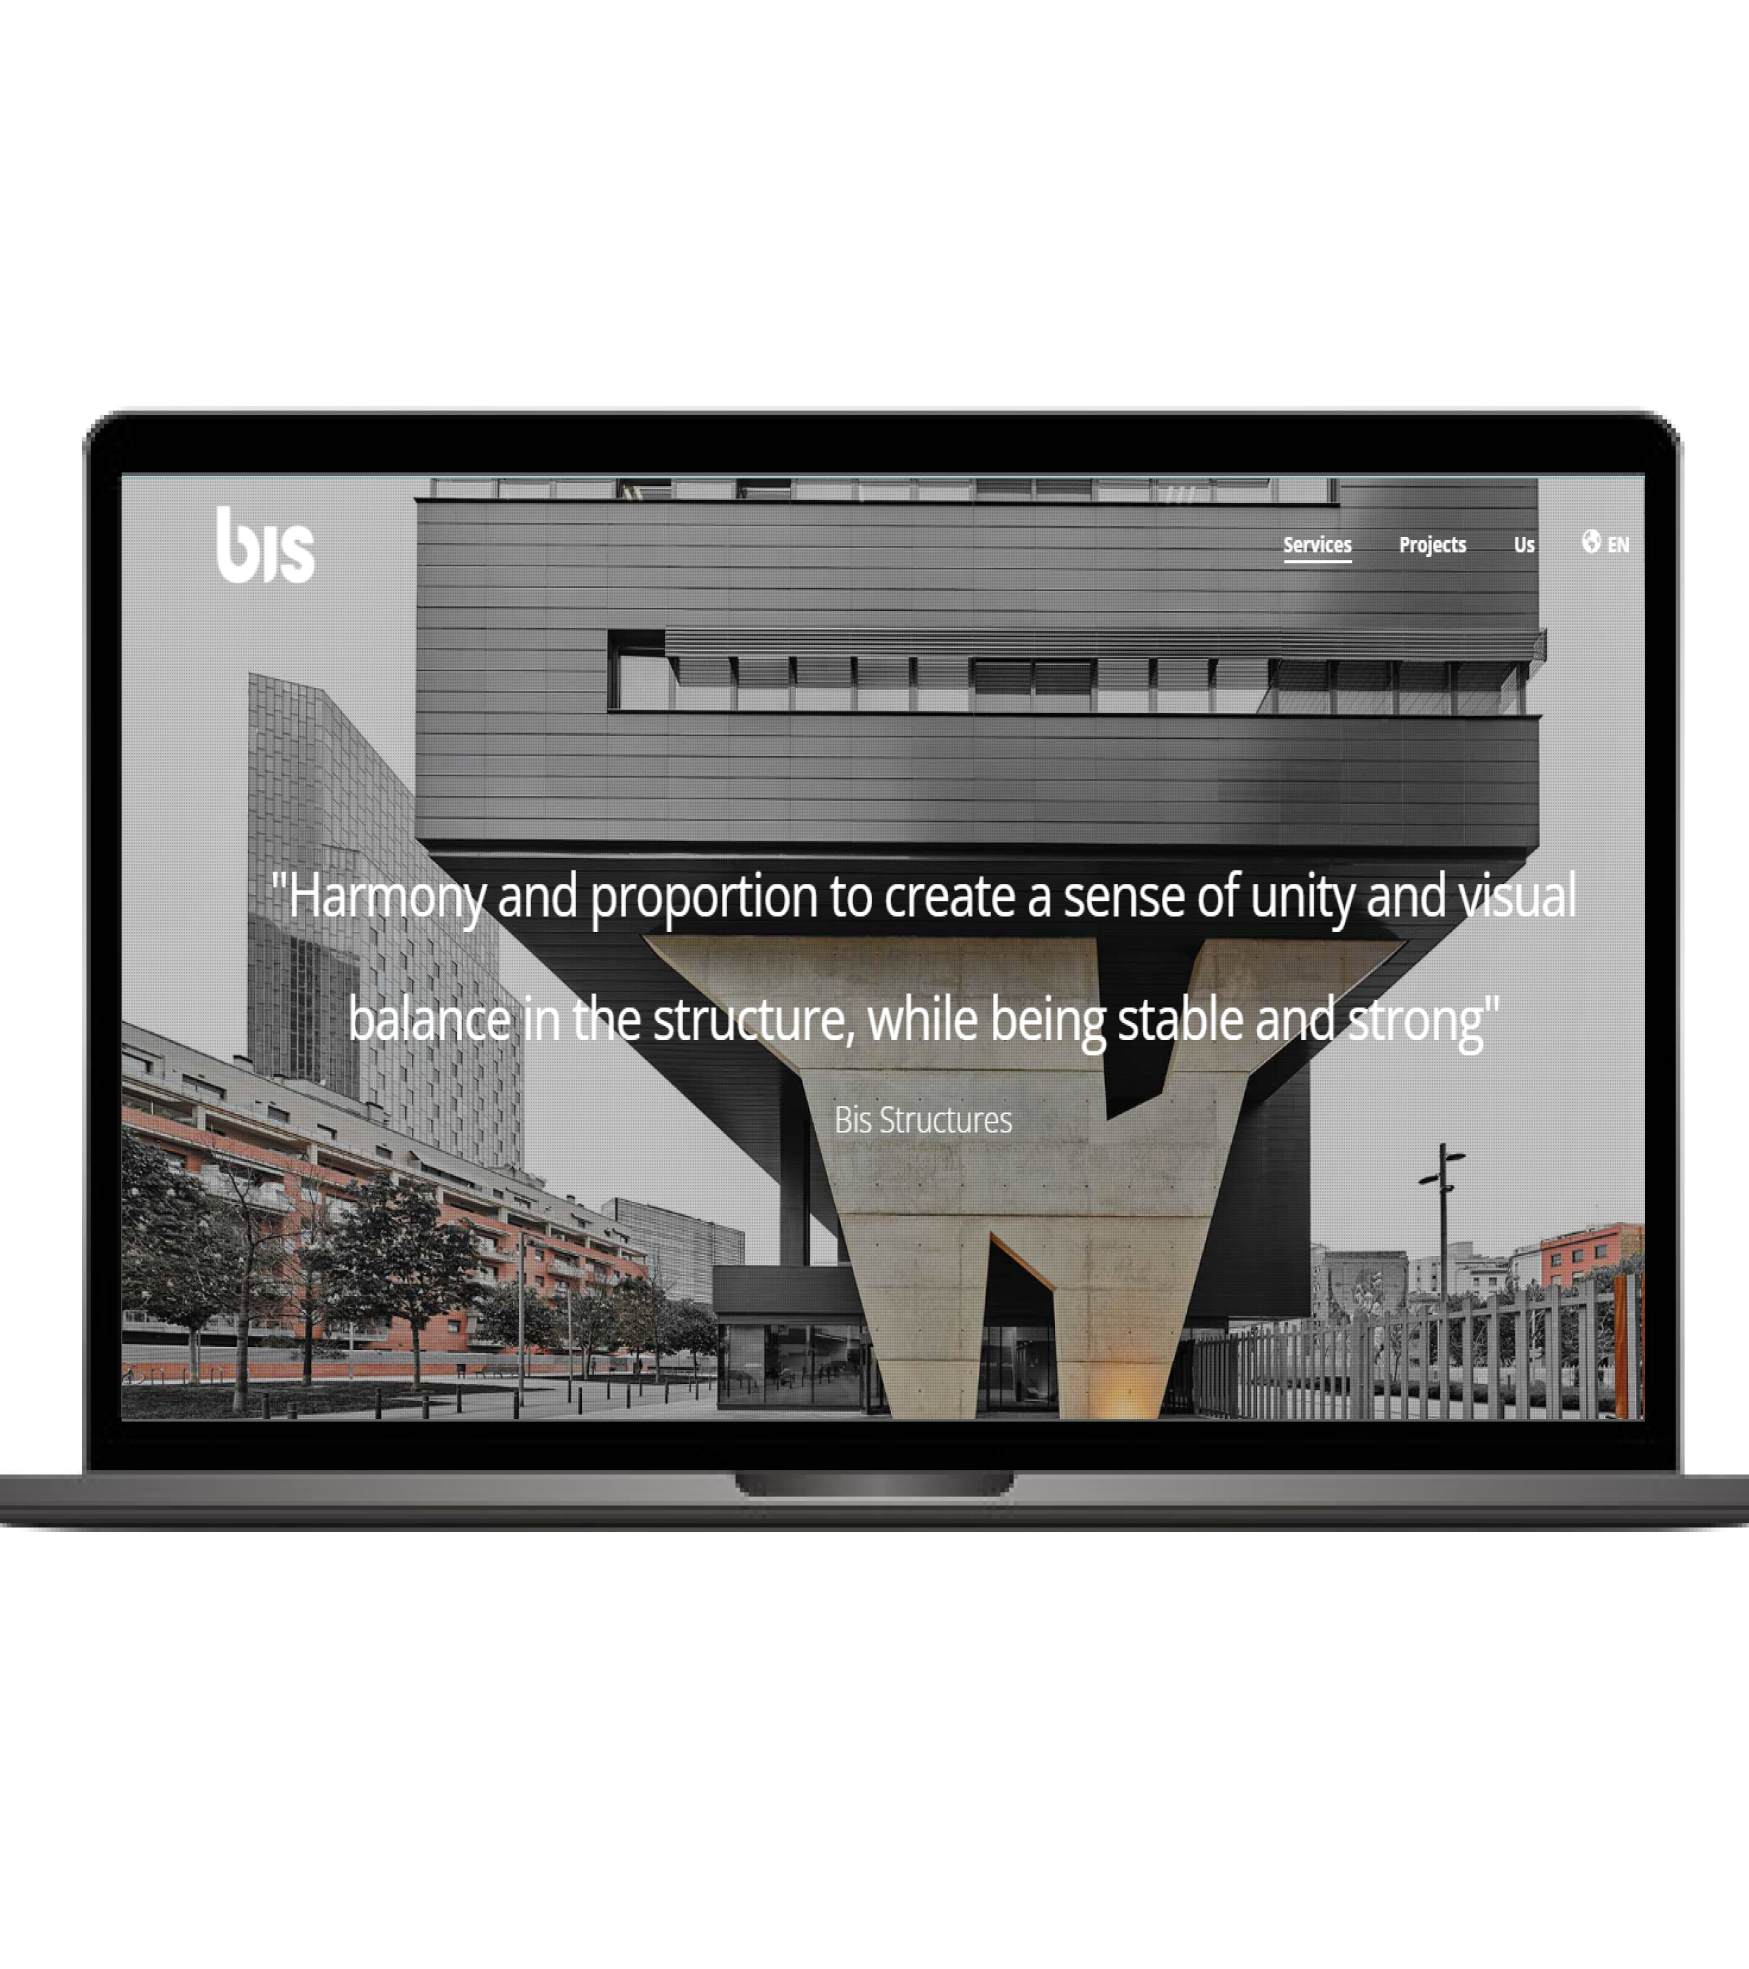 bis
Services Projects Us EN
"Harmony and proportion to create a sense of unity and visual
balance in the structure, while being stable and strong"
Bis Structures